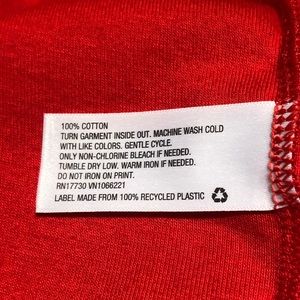 100% COTTON
TURN GARMENT INSIDE OUT. MACHINE WASH COLD
WITH LIKE COLORS. GENTLE CYCLE.
ONLY NON-CHLORINE BLEACH IF NEEDED.
TUMBLE DRY LOW. WARM IRON IF NEEDED.
DO NOT IRON ON PRINT.
RN17730 VN1066221
LABEL MADE FROM 100% RECYCLED PLASTIC